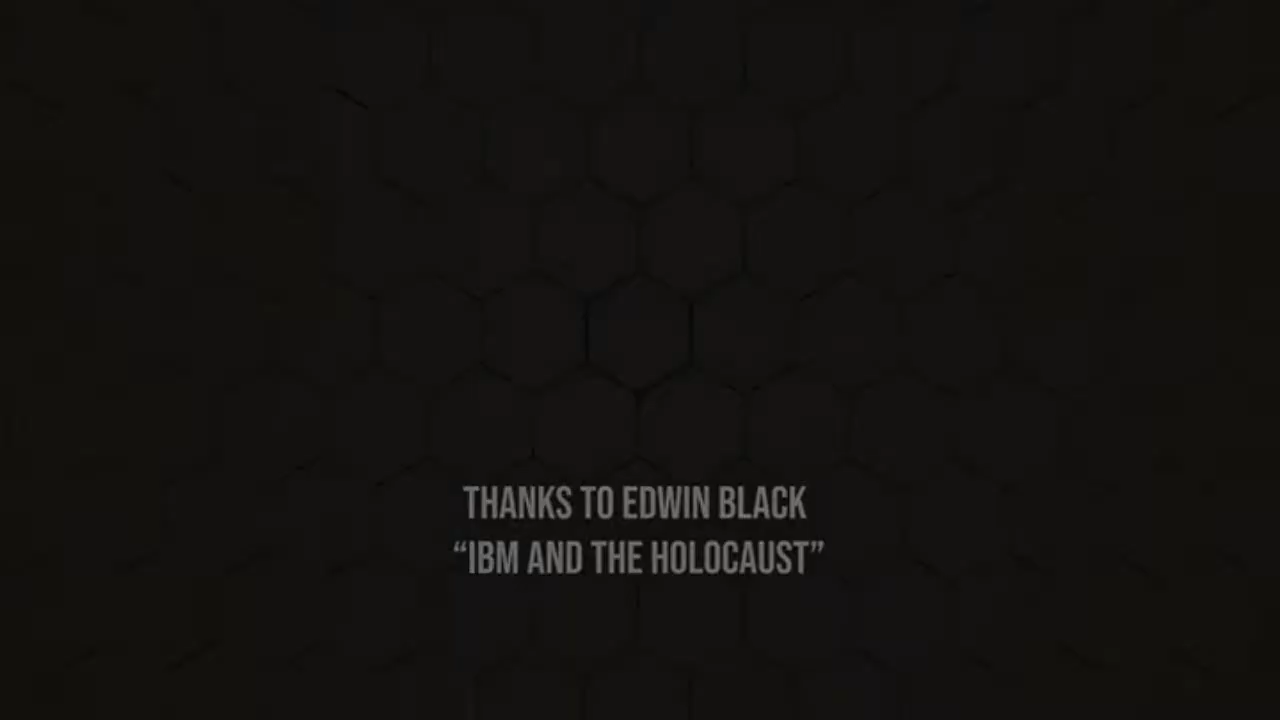 THANKS TO EDWIN BLACK
“IBM AND THE HOLOCAUST”